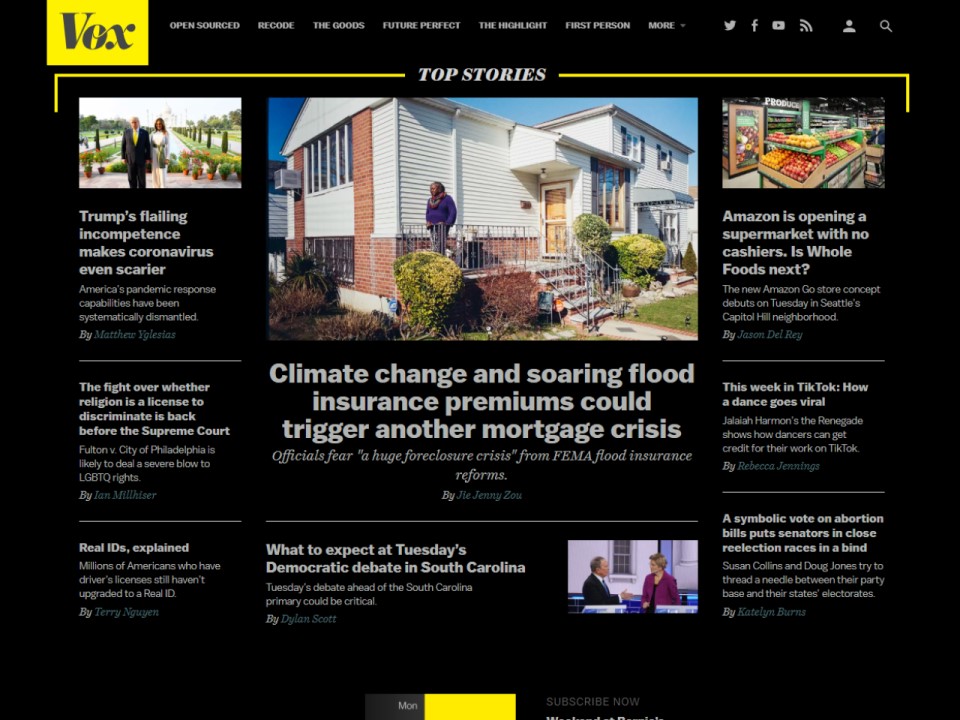 Vox
OPEN SOURCED RECODE THE GOODS FUTURE PERFECT THE HIGHLIGHT FIRST PERSON MORE
TOP STORIES
Trump's flailing
incompetence
makes coronavirus
even scarier
America's pandemic response
capabilities have been
systematically dismantled.
By Matthew Yglesias
The fight over whether
religion is a license to
discriminate is back
before the Supreme Court
Fulton v. City of Philadelphia is
likely to deal a severe blow to
LGBTQ rights.
By Ian Millhiser
Real IDs, explained
Millions of Americans who have
driver's licenses still haven't
upgraded to a Real ID.
By Terry Nguyen
Climate change and soaring flood
insurance premiums could
trigger another mortgage crisis
Officials fear "a huge foreclosure crisis" from FEMA flood insurance
reforms.
By Jie Jenny Zou
What to expect at Tuesday's
Democratic debate in South Carolina
Tuesday's debate ahead of the South Carolina
primary could be critical.
By Dylan Scott
PRODUCE
Amazon is opening a
supermarket with no
cashiers. Is Whole
Foods next?
The new Amazon Go store concept
debuts on Tuesday in Seattle's
Capitol Hill neighborhood.
By Jason Del Rey
This week in TikTok: How
a dance goes viral
Jalaiah Harmon's the Renegade
shows how dancers can get
credit for their work on TikTok.
By Rebecca Jennings
A symbolic vote on abortion
bills puts senators in close
reelection races in a bind
Susan Collins and Doug Jones try to
thread a needle between their party
base and their states' electorates.
By Katelyn Burns
Mon
SUBSCRIBE NOW
Weekend at Bernie's